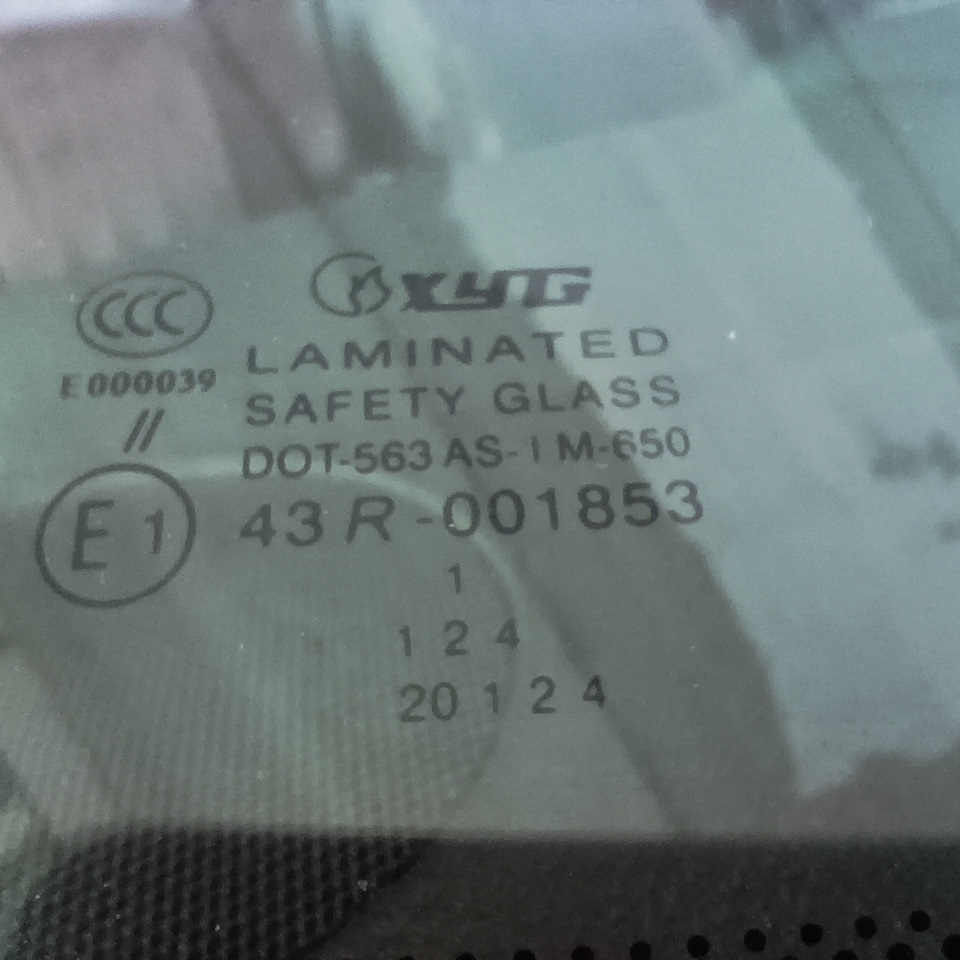 CCC
XYG
E000039
LAMINATED
SAFETY GLASS
//
DOT-563 AS-1 M-650
E1
43R-001853
1
1 2 4
20 1 2 4